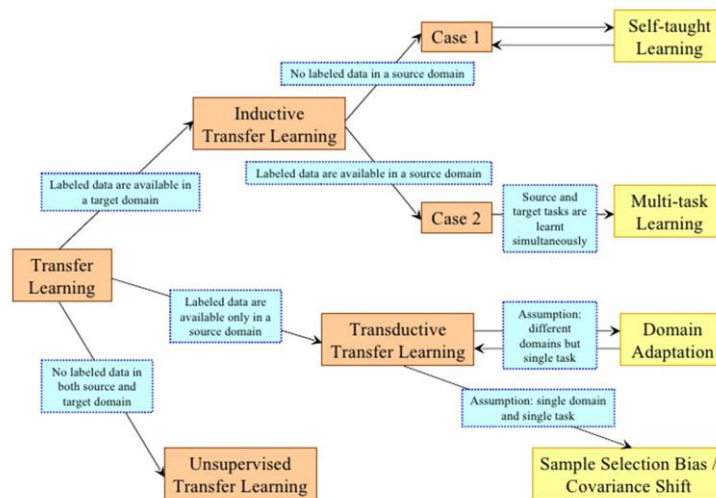 Case 1
Self-taught
Learning
No labeled data in a source domain
Inductive
Transfer Learning
Labeled data are available in a source domain
Labeled data are available in
a target domain
Case 2
Source and
target tasks are
learnt
simultaneously
Multi-task
Learning
Transfer
Learning
Labeled data are
available only in a
source domain
Transductive
Transfer Learning
Assumption:
different
domains but
single task
Domain
Adaptation
No labeled data in
both source and
target domain
Assumption: single domain
and single task
Unsupervised
Transfer Learning
Sample Selection Bias /
Covariance Shift